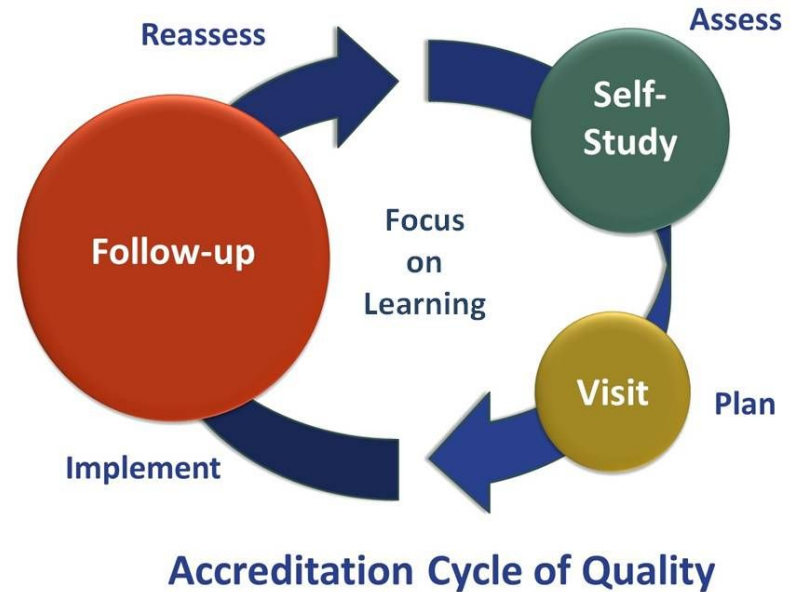 Reassess
Assess
Self-
Study
Follow-up
Focus
on
Learning
Visit
Plan
Implement
Accreditation Cycle of Quality